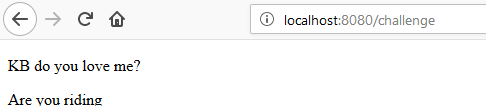 localhost:8080/challenge
KB do you love me?
Are you riding